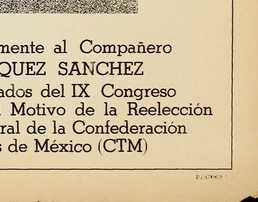 mente al Compañero
QUEZ SANCHEZ
ados del IX Congreso
Motivo de la Reelección
ral de la Confederación
s de México (CTM)